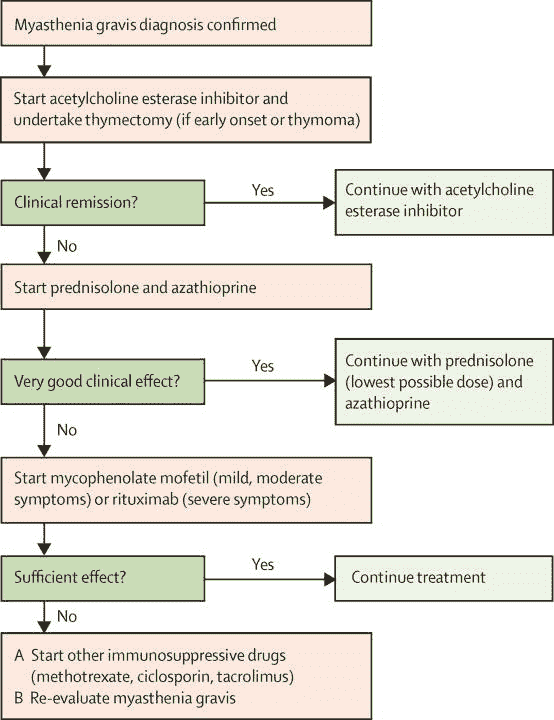 Myasthenia gravis diagnosis confirmed
Start acetylcholine esterase inhibitor and
undertake thymectomy (if early onset or thymoma)
Clinical remission?
Yes
Continue with acetylcholine
esterase inhibitor
No
Start prednisolone and azathioprine
Very good clinical effect?
Yes
Continue with prednisolone
(lowest possible dose) and
azathioprine
No
Start mycophenolate mofetil (mild, moderate
symptoms) or rituximab (severe symptoms)
Sufficient effect?
Yes
Continue treatment
No
A Start other immunosuppressive drugs
(methotrexate, ciclosporin, tacrolimus)
B Re-evaluate myasthenia gravis